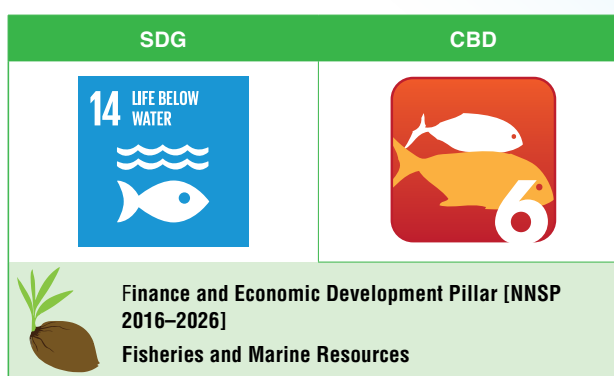 SDG
CBD
14 LIFE BELOW
WATER
6
Finance and Economic Development Pillar [NNSP
2016–2026]
Fisheries and Marine Resources